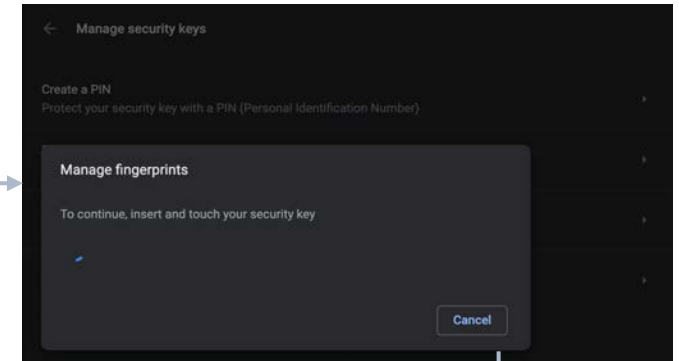 Manage security keys
Create a PIN
Protect your security key with a PIN (Personal Identification Number)
Manage fingerprints
To continue, insert and touch your security key
Cancel